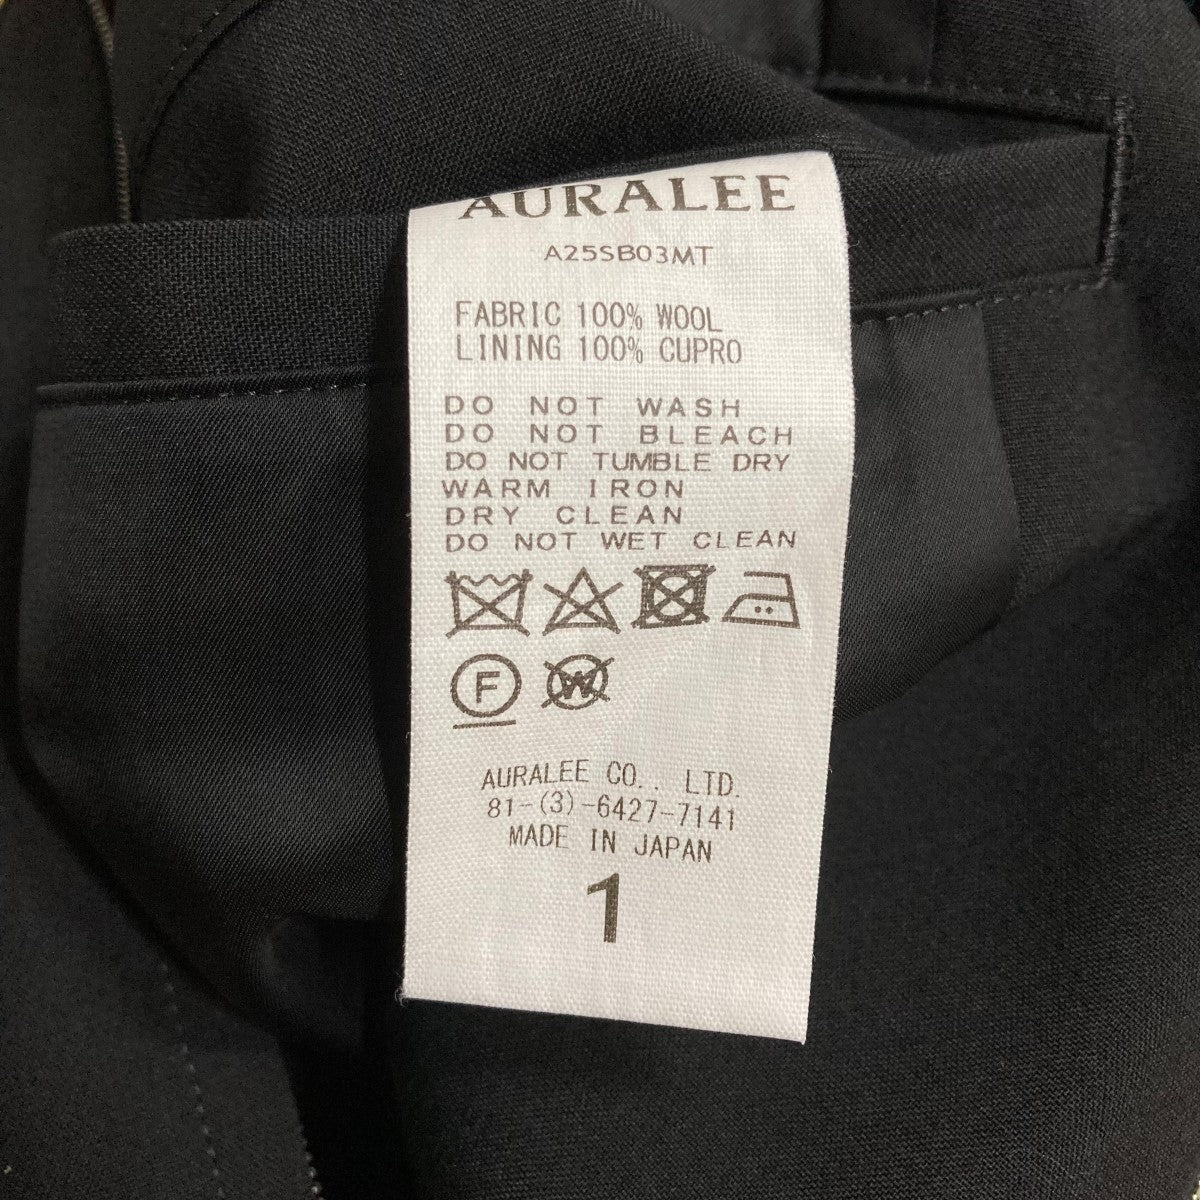 AURALEE
A25SB03MT
FABRIC 100% WOOL
LINING 100% CUPRO
DO NOT WASH
DO NOT BLEACH
DO NOT TUMBLE DRY
WARM IRON
DRY CLEAN
DO NOT WET CLEAN
F W
AURALEE CO., LTD.
81-(3)-6427-7141
MADE IN JAPAN
1